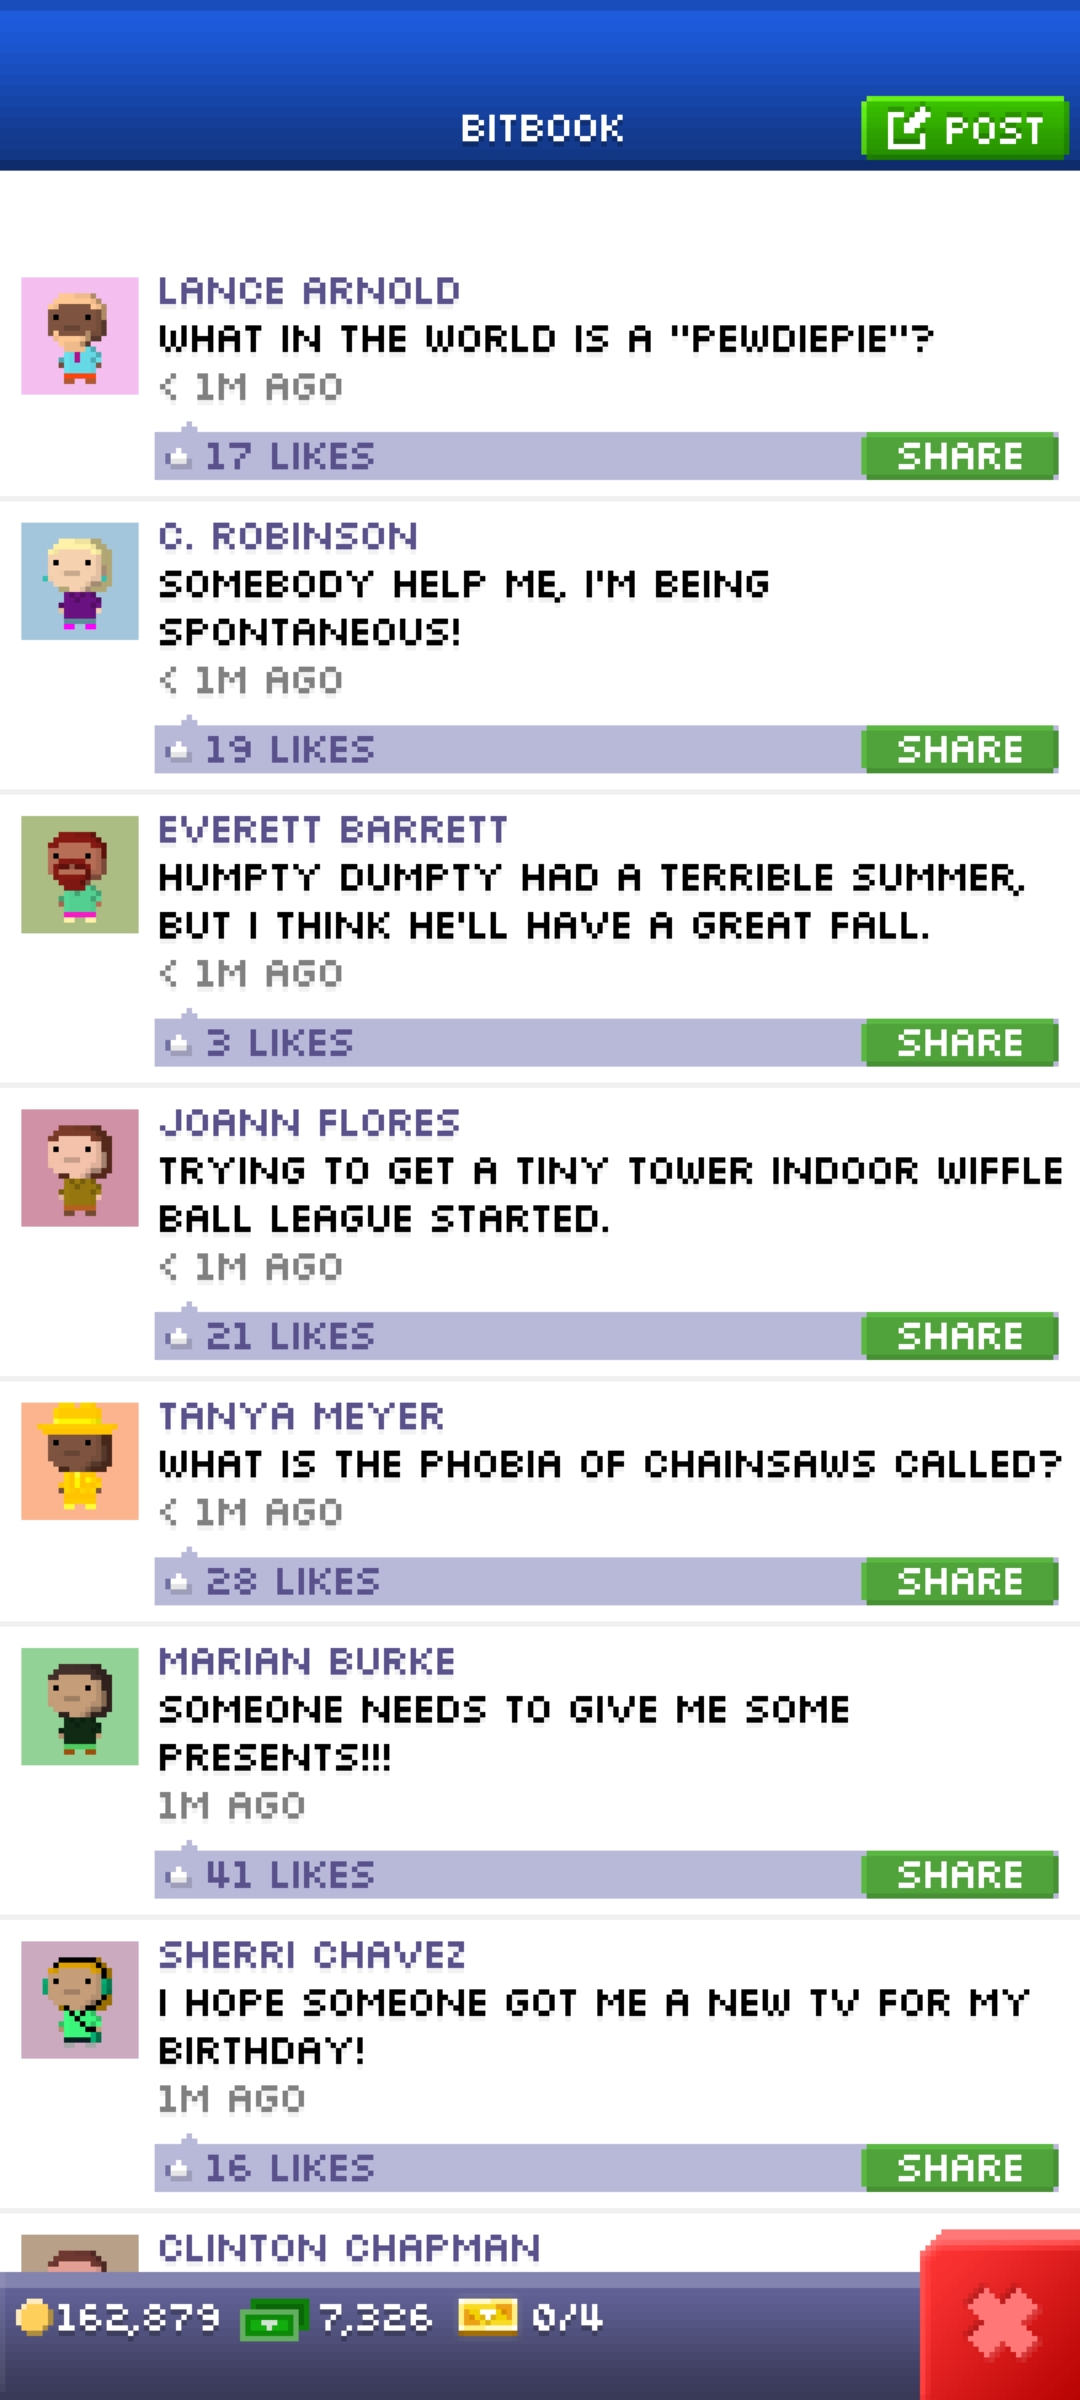 BITBOOK
POST
LANCE ARNOLD
WHAT IN THE WORLD IS A "PEWDIEPIE"?
< 1M AGO
17 LIKES
SHARE
C. ROBINSON
SOMEBODY HELP ME, I'M BEING
SPONTANEOUS!
< 1M AGO
19 LIKES
SHARE
EVERETT BARRETT
HUMPTY DUMPTY HAD A TERRIBLE SUMMER,
BUT I THINK HE'LL HAVE A GREAT FALL.
< 1M AGO
3 LIKES
SHARE
JOANN FLORES
TRYING TO GET A TINY TOWER INDOOR WIFFLE
BALL LEAGUE STARTED.
< 1M AGO
21 LIKES
SHARE
TANYA MEYER
WHAT IS THE PHOBIA OF CHAINSAWS CALLED?
< 1M AGO
28 LIKES
SHARE
MARIAN BURKE
SOMEONE NEEDS TO GIVE ME SOME
PRESENTS!!!
1M AGO
41 LIKES
SHARE
SHERRI CHAVEZ
I HOPE SOMEONE GOT ME A NEW TV FOR MY
BIRTHDAY!
1M AGO
16 LIKES
SHARE
CLINTON CHAPMAN
162,879 7,326 0/4